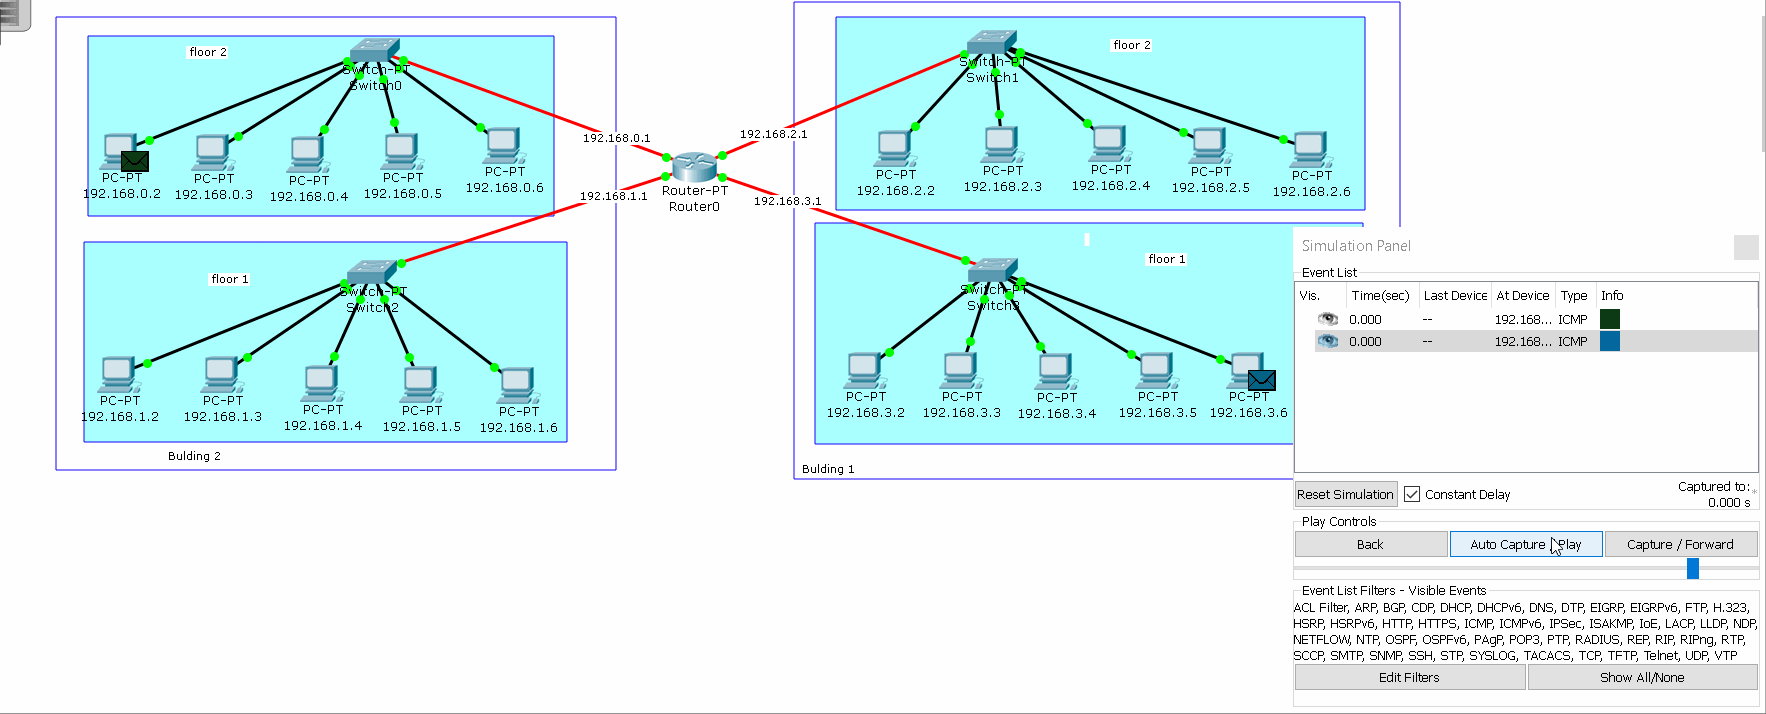 floor 2
Switch-PT
Switch0
PC-PT
192.168.0.2
PC-PT
192.168.0.3
PC-PT
192.168.0.4
PC-PT
192.168.0.5
PC-PT
192.168.0.6
floor 1
Switch-PT
Switch2
PC-PT
192.168.1.2
PC-PT
192.168.1.3
PC-PT
192.168.1.4
PC-PT
192.168.1.5
PC-PT
192.168.1.6
Bulding 2
192.168.0.1
192.168.2.1
192.168.1.1
192.168.3.1
Router-PT
Router0
floor 2
Switch-PT
Switch1
PC-PT
192.168.2.2
PC-PT
192.168.2.3
PC-PT
192.168.2.4
PC-PT
192.168.2.5
PC-PT
192.168.2.6
floor 1
Switch-PT
Switch3
PC-PT
192.168.3.2
PC-PT
192.168.3.3
PC-PT
192.168.3.4
PC-PT
192.168.3.5
PC-PT
192.168.3.6
Bulding 1
Simulation Panel
Event List
Vis. Time(sec) Last Device At Device Type Info
0.000 -- 192.168... ICMP
0.000 -- 192.168... ICMP
Reset Simulation Constant Delay Captured to: *
0.000 s
Play Controls
Back Auto Capture / Play Capture / Forward
Event List Filters - Visible Events
ACL Filter, ARP, BGP, CDP, DHCP, DHCPv6, DNS, DTP, EIGRP, EIGRPv6, FTP, H.323,
HSRP, HSRPv6, HTTP, HTTPS, ICMP, ICMPv6, IPSec, ISAKMP, IoE, LACP, LLDP, NDP,
NETFLOW, NTP, OSPF, OSPFv6, PAgP, POP3, PTP, RADIUS, REP, RIP, RIPng, RTP,
SCCP, SMTP, SNMP, SSH, STP, SYSLOG, TACACS, TCP, TFTP, Telnet, UDP, VTP
Edit Filters Show All/None